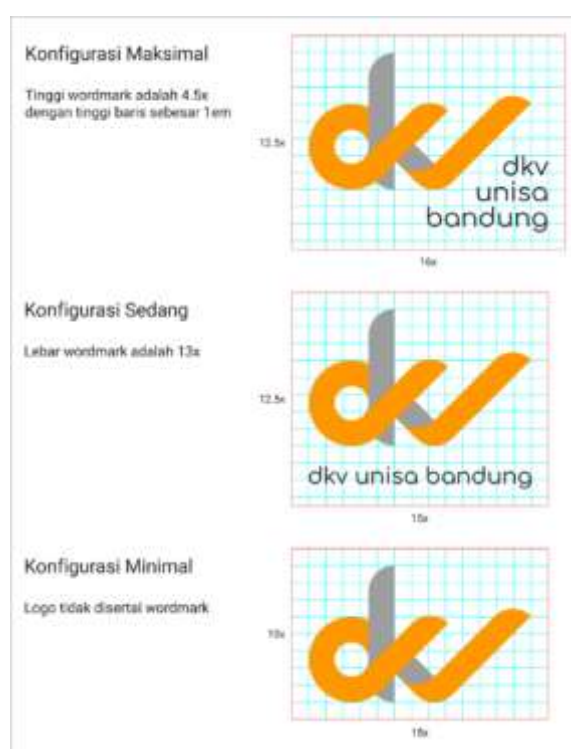 Konfigurasi Maksimal
Tinggi wordmark adalah 4.5x
dengan tinggi baris sebesar 1em
12.5x
dkv
unisa
bandung
16x
Konfigurasi Sedang
Lebar wordmark adalah 13x
12.5x
dkv unisa bandung
15x
Konfigurasi Minimal
Logo tidak disertai wordmark
10x
dkv